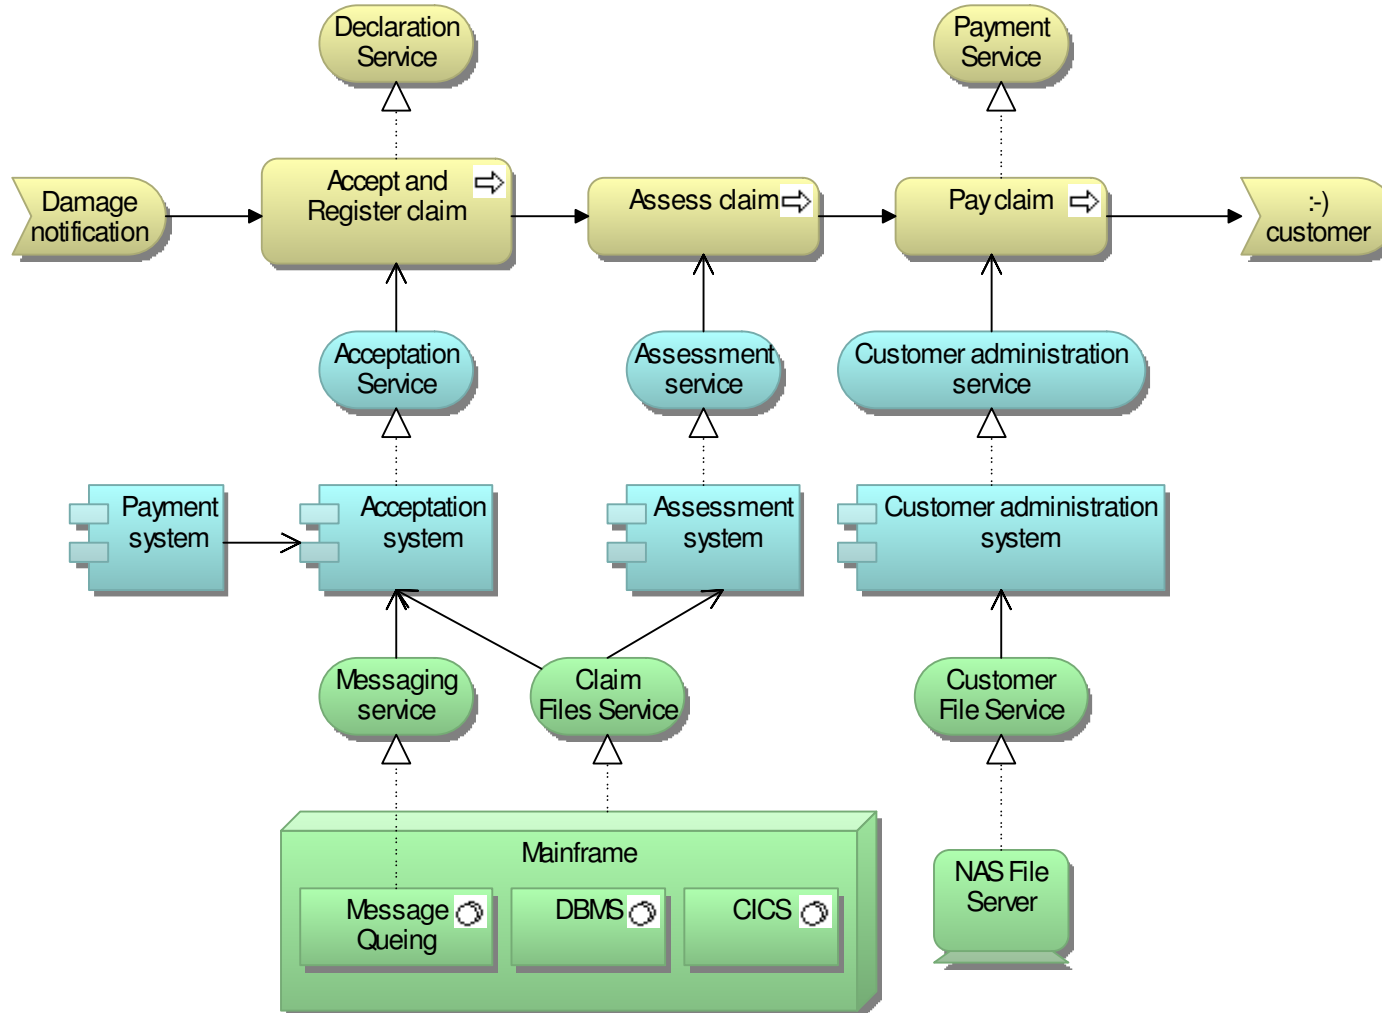 Declaration
Service
Payment
Service
Damage
notification
Accept and
Register claim
Assess claim
Pay claim
:-)
customer
Acceptation
Service
Assessment
service
Customer administration
service
Payment
system
Acceptation
system
Assessment
system
Customer administration
system
Messaging
service
Claim
Files Service
Customer
File Service
Mainframe
Message
Queing
DBMS
CICS
NAS File
Server